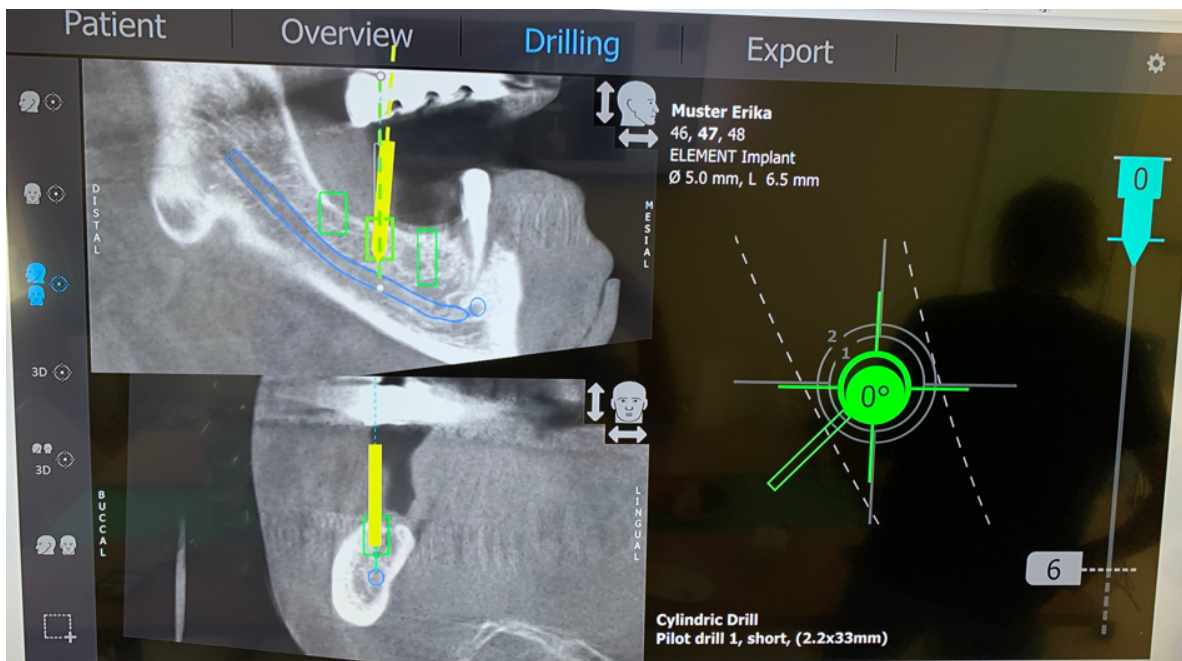 Patient
Overview
Drilling
Export
DISTAL
MESIAL
Muster Erika
46, 47, 48
ELEMENT Implant
Ø 5.0 mm, L 6.5 mm
0
2
1
0°
3D
3D
BUCCAL
LINGUAL
6
Cylindric Drill
Pilot drill 1, short, (2.2x33mm)